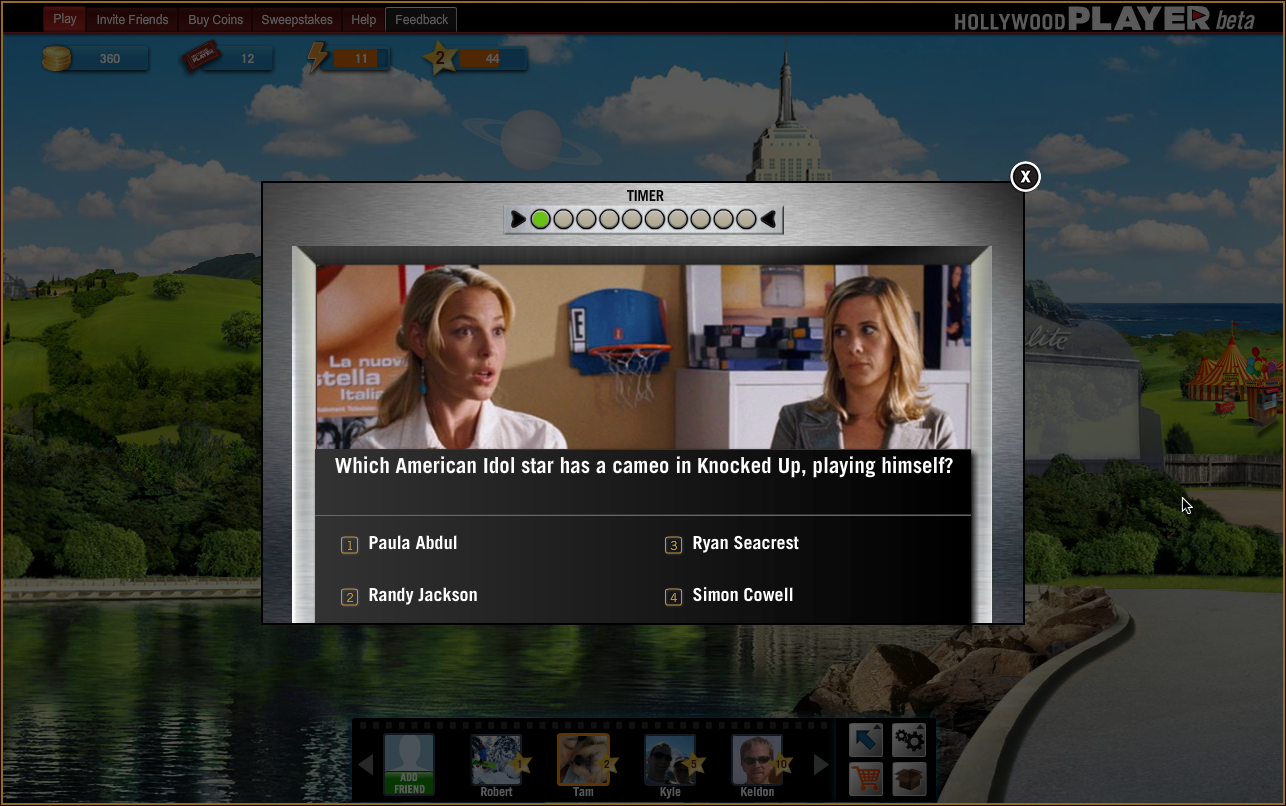 Play Invite Friends Buy Coins Sweepstakes Help Feedback
HOLLYWOOD PLAYER beta
360 12 11 2 44
X
TIMER
La nuov
stella
Italia
Which American Idol star has a cameo in Knocked Up, playing himself?
1 Paula Abdul
3 Ryan Seacrest
2 Randy Jackson
4 Simon Cowell
lite
ADD
FRIEND
1 2 5 10
Robert Tam Kyle Keldon